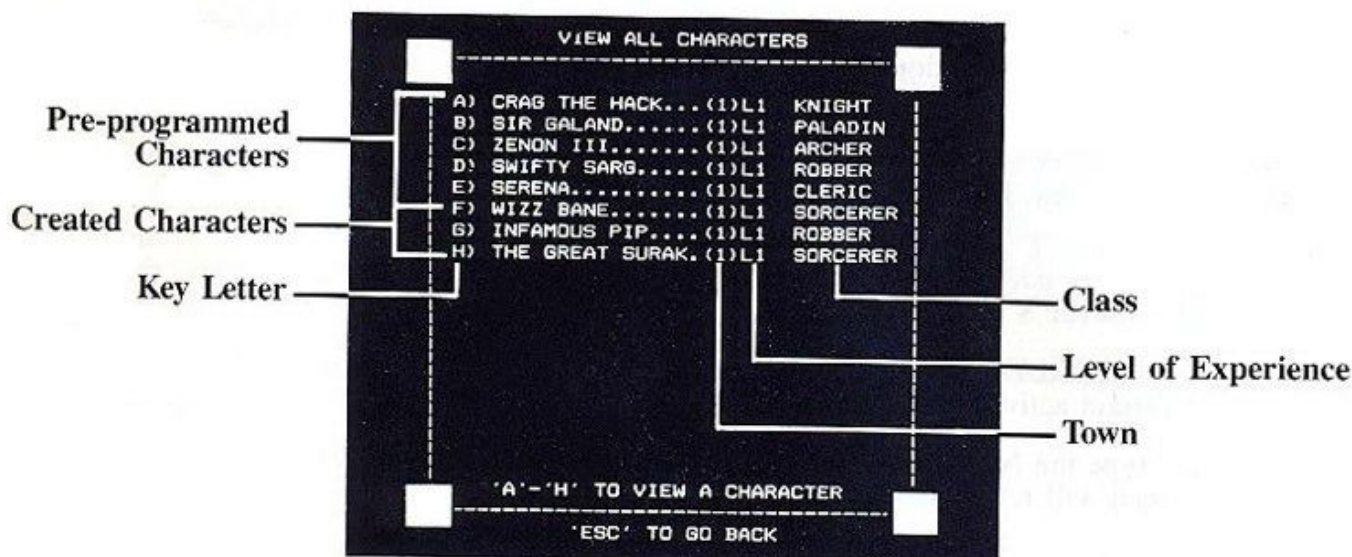 VIEW ALL CHARACTERS
A) CRAG THE HACK...(1)L1 KNIGHT
B) SIR GALAND......(1)L1 PALADIN
C) ZENON III.......(1)L1 ARCHER
D) SWIFTY SARG.....(1)L1 ROBBER
E) SERENA..........(1)L1 CLERIC
F) WIZZ BANE.......(1)L1 SORCERER
G) INFAMOUS PIP....(1)L1 ROBBER
H) THE GREAT SURAK.(1)L1 SORCERER
'A'-'H' TO VIEW A CHARACTER
'ESC' TO GO BACK
Pre-programmed
Characters
Created Characters
Key Letter
Class
Level of Experience
Town